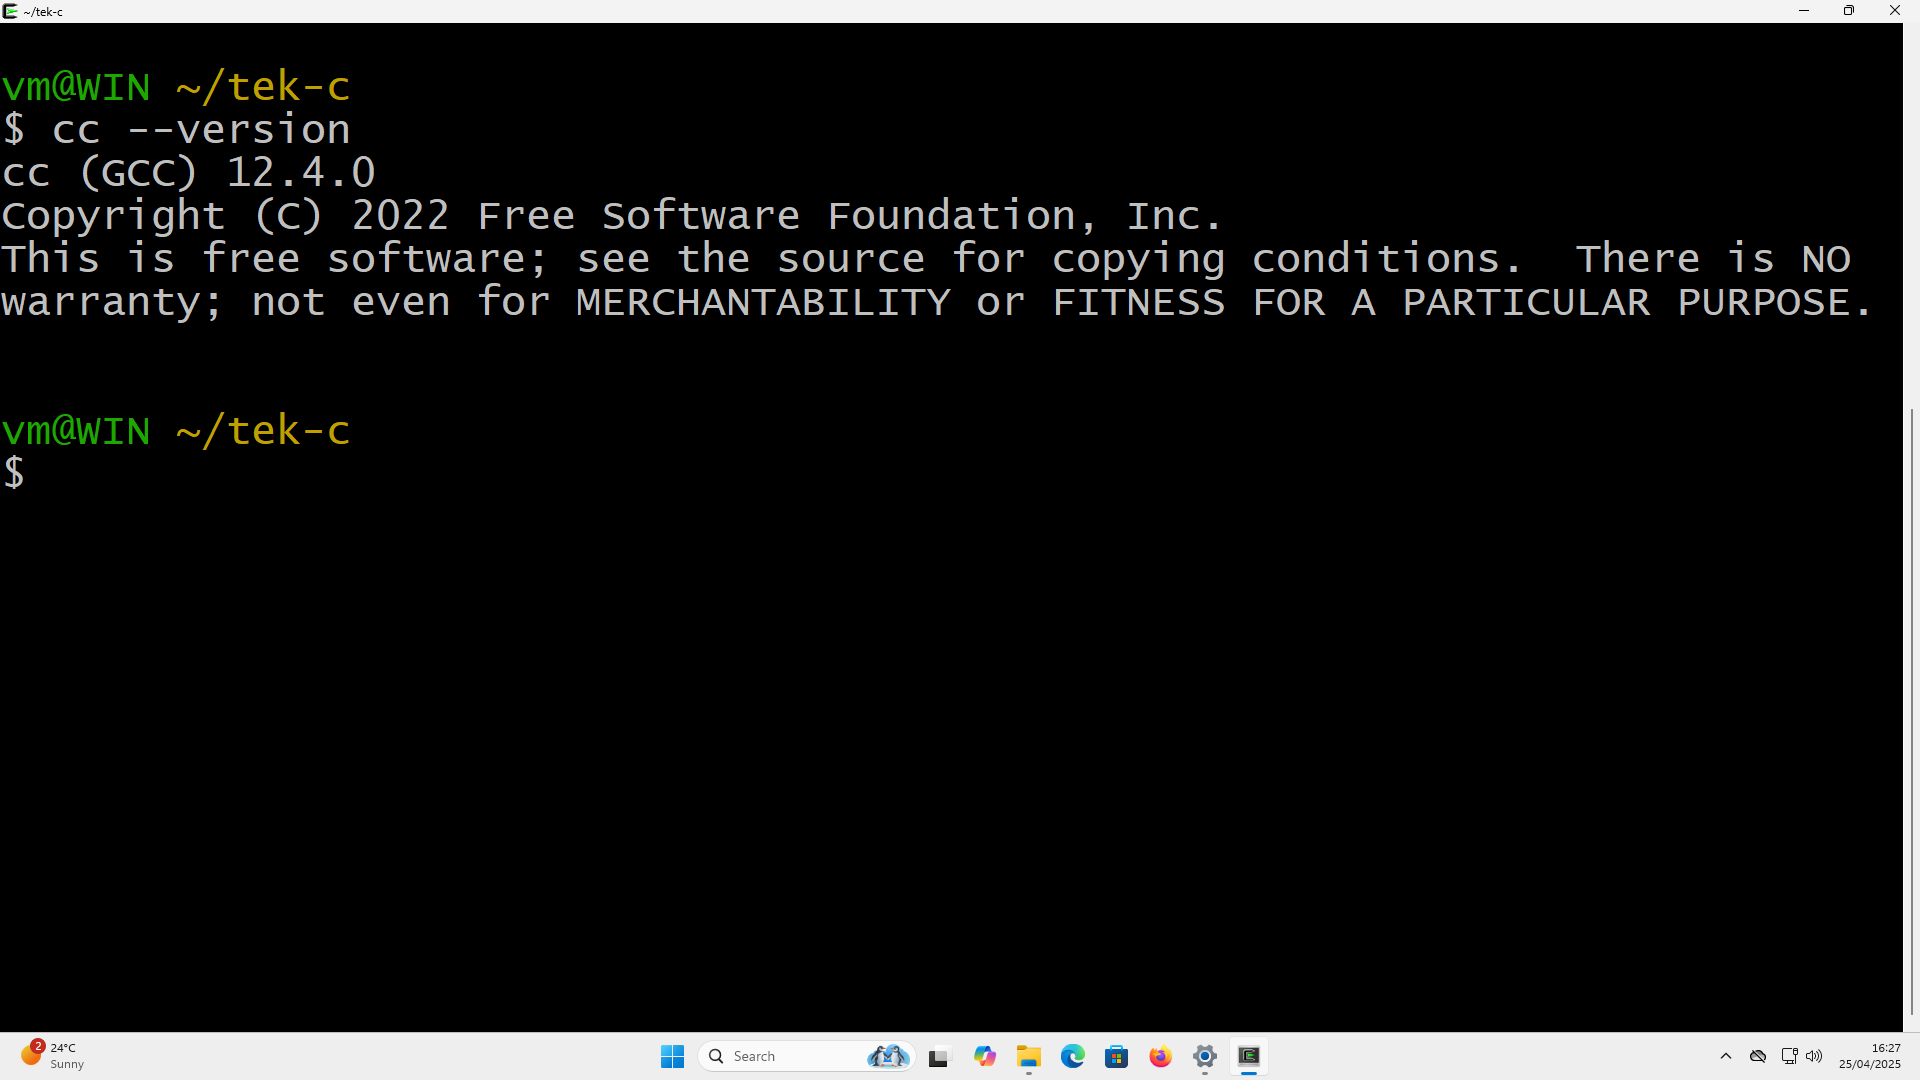 ~/tek-c
vm@WIN ~/tek-c
$ cc --version
cc (GCC) 12.4.0
Copyright (C) 2022 Free Software Foundation, Inc.
This is free software; see the source for copying conditions.  There is NO
warranty; not even for MERCHANTABILITY or FITNESS FOR A PARTICULAR PURPOSE.
vm@WIN ~/tek-c
$
2
24°C
Sunny
Search
16:27
25/04/2025